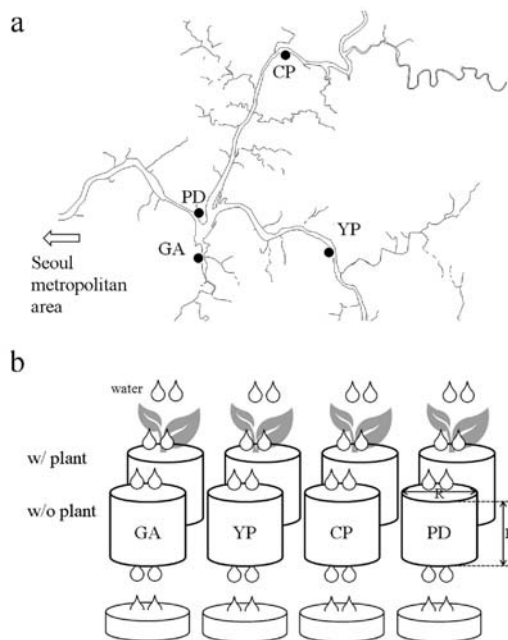 a
CP
PD
YP
GA
Seoul
metropolitan
area
b
water
w/ plant
w/o plant
R
GA
YP
CP
PD